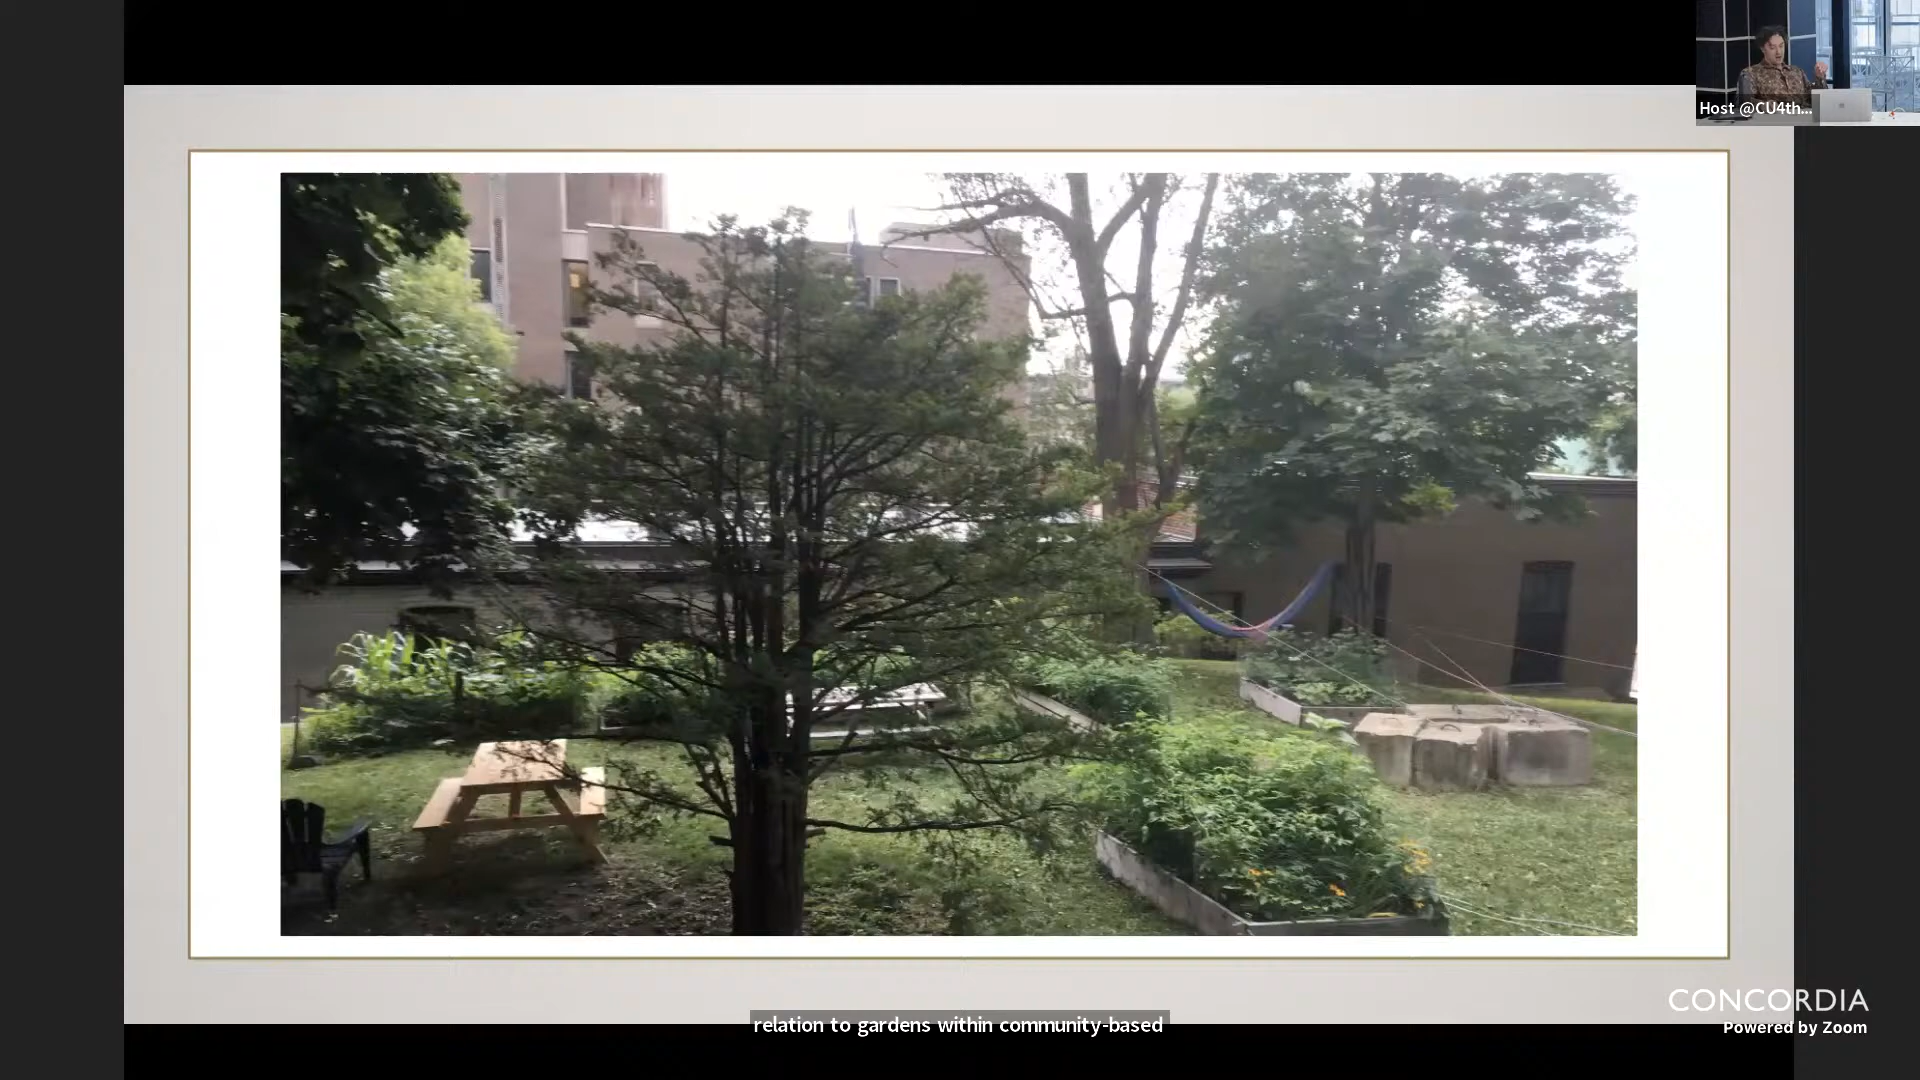 Host @CU4th...
CONCORDIA
relation to gardens within community-based
Powered by Zoom